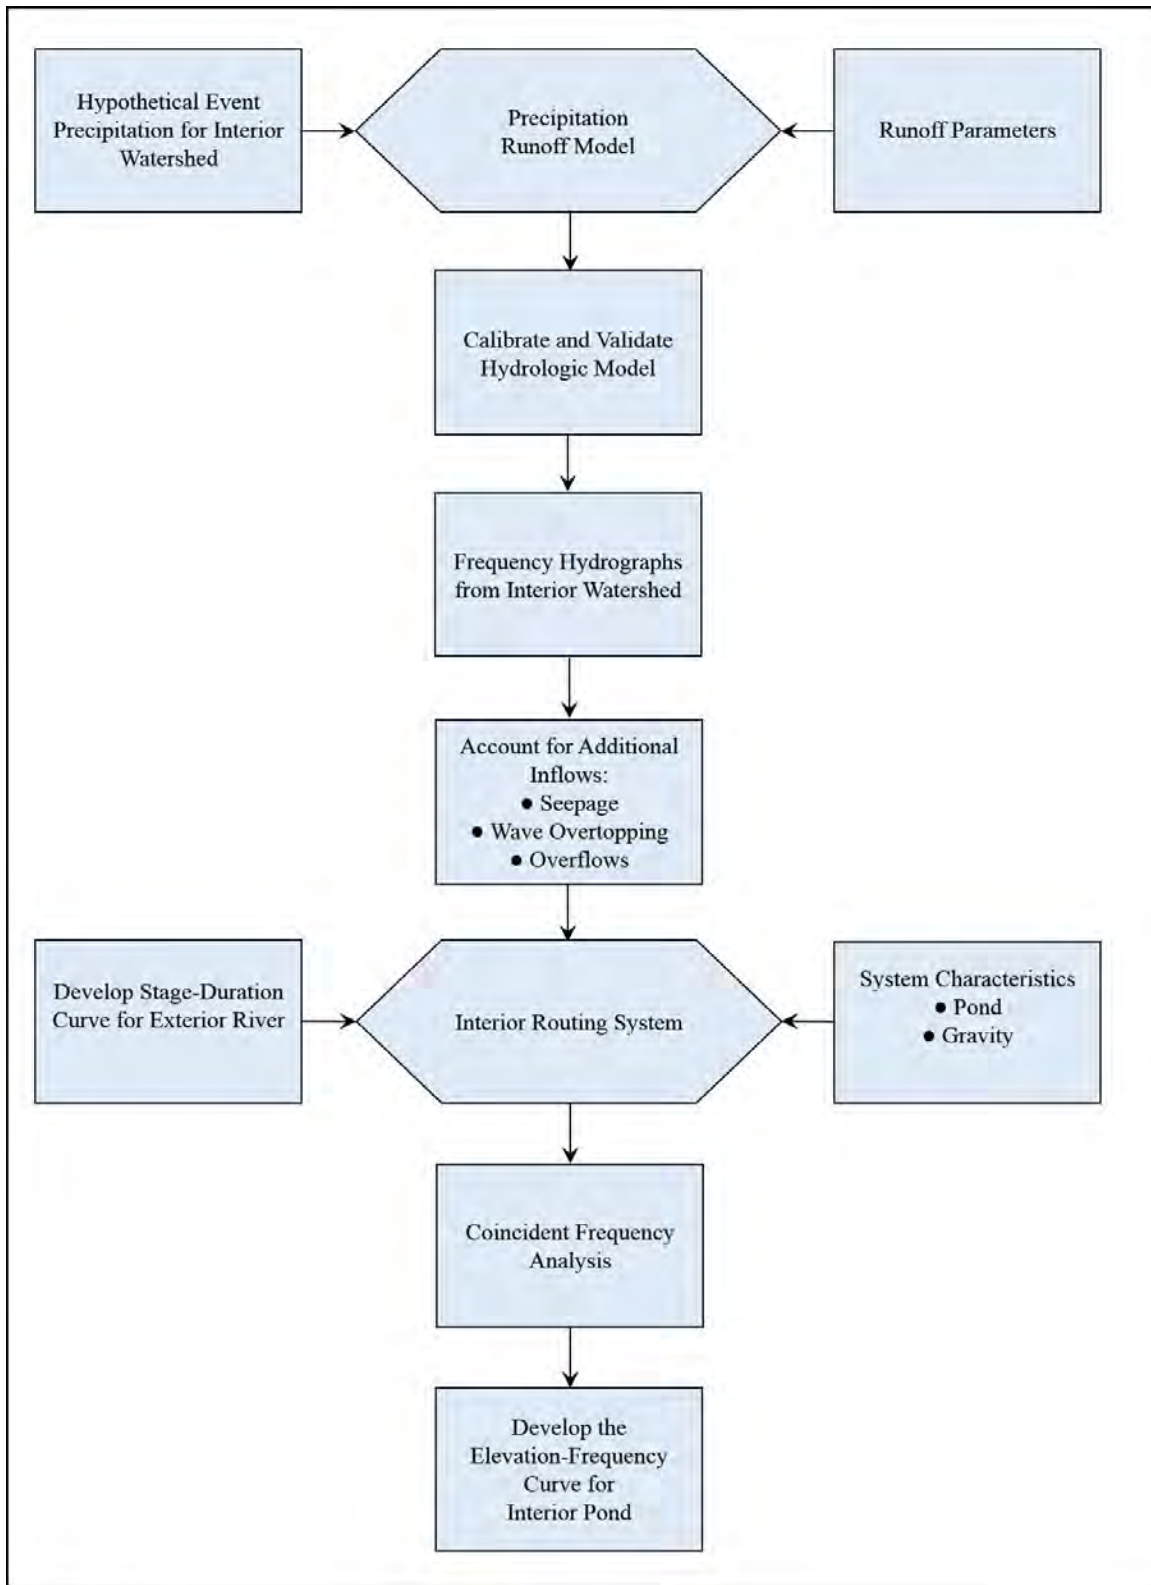 Hypothetical Event
Precipitation for Interior
Watershed
Precipitation
Runoff Model
Runoff Parameters
Calibrate and Validate
Hydrologic Model
Frequency Hydrographs
from Interior Watershed
Account for Additional
Inflows:
● Seepage
● Wave Overtopping
● Overflows
Develop Stage-Duration
Curve for Exterior River
Interior Routing System
System Characteristics
● Pond
● Gravity
Coincident Frequency
Analysis
Develop the
Elevation-Frequency
Curve for
Interior Pond